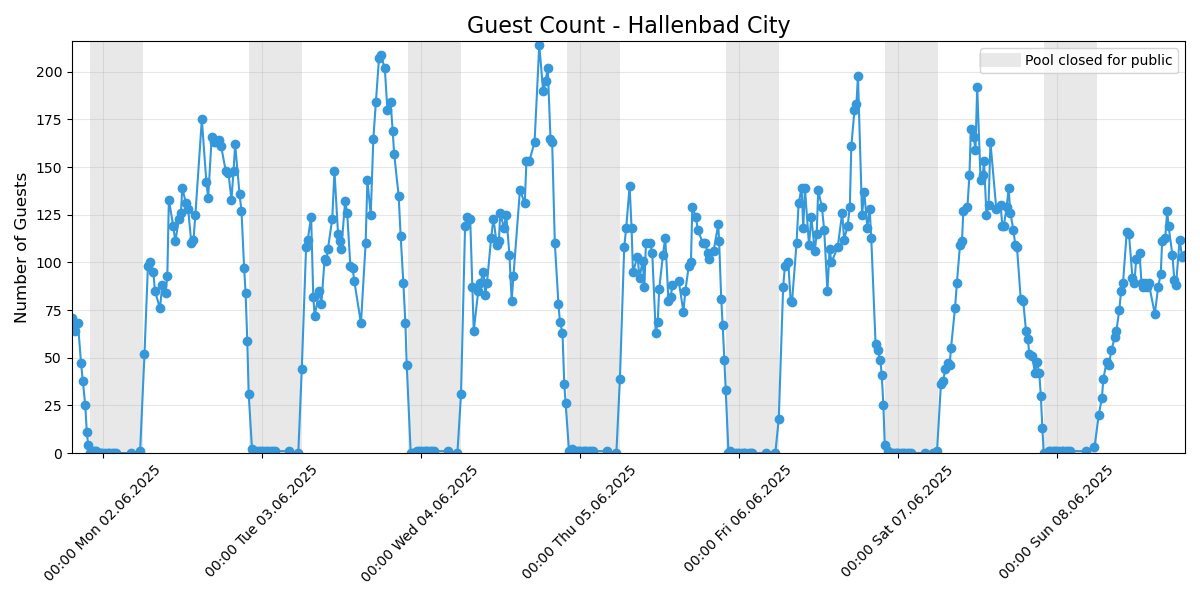 Guest Count - Hallenbad City
Pool closed for public
Number of Guests
200
175
150
125
100
75
50
25
0
00:00 Mon 02.06.2025
00:00 Tue 03.06.2025
00:00 Wed 04.06.2025
00:00 Thu 05.06.2025
00:00 Fri 06.06.2025
00:00 Sat 07.06.2025
00:00 Sun 08.06.2025